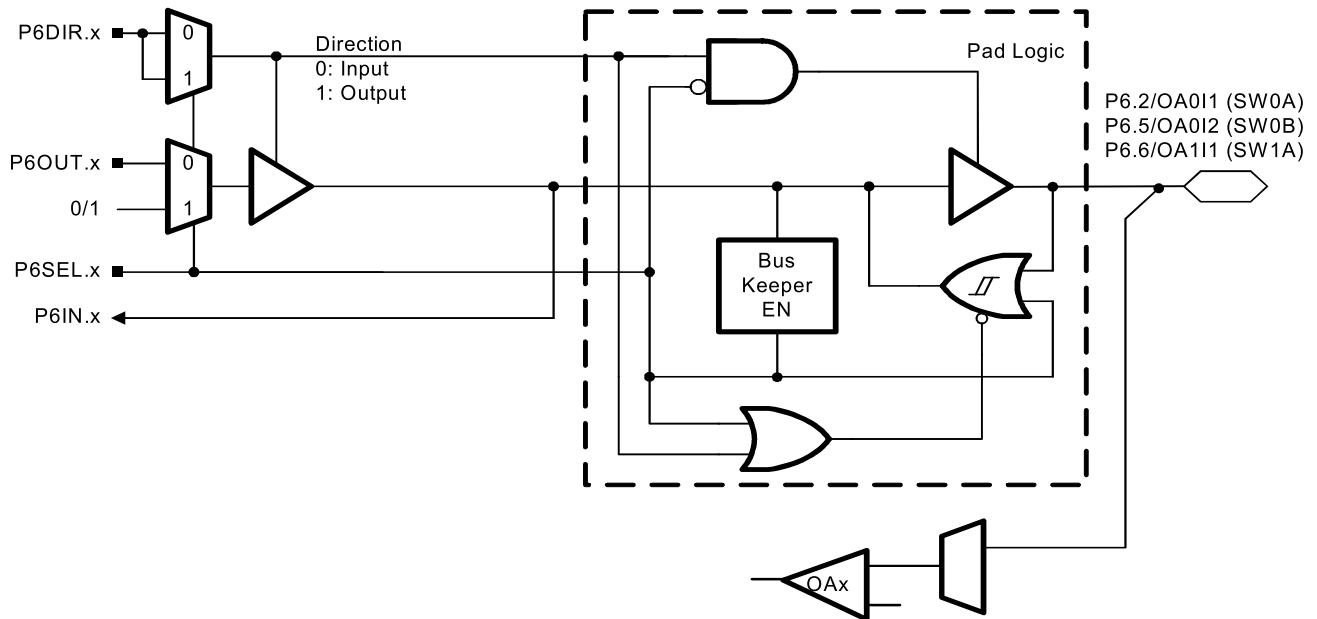 P6DIR.x
0
1
Direction
0: Input
1: Output
Pad Logic
P6.2/OA0I1 (SW0A)
P6.5/OA0I2 (SW0B)
P6.6/OA1I1 (SW1A)
P6OUT.x
0
0/1
1
P6SEL.x
P6IN.x
Bus
Keeper
EN
OAx